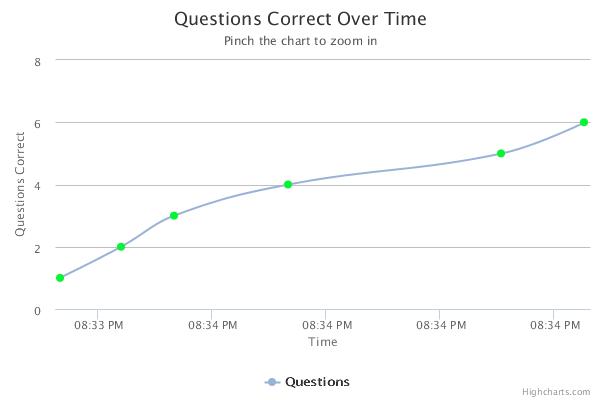 Questions Correct Over Time
Pinch the chart to zoom in
Questions Correct
8
6
4
2
0
08:33 PM 08:34 PM 08:34 PM 08:34 PM 08:34 PM
Time
Questions
Highcharts.com